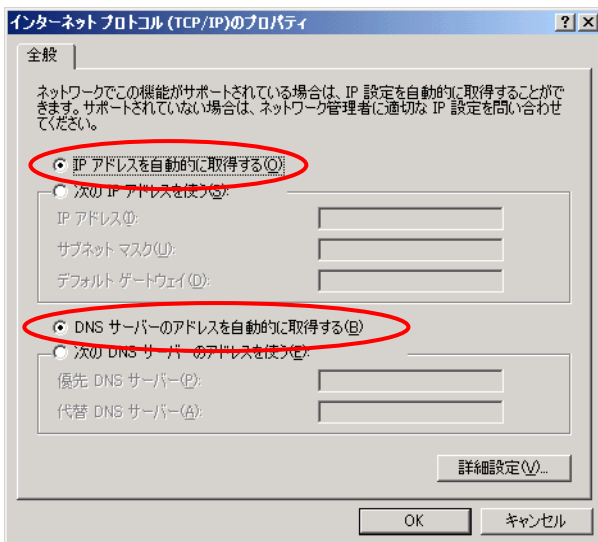 インターネット プロトコル (TCP/IP)のプロパティ
全般
ネットワークでこの機能がサポートされている場合は、IP 設定を自動的に取得することがで
きます。サポートされていない場合は、ネットワーク管理者に適切な IP 設定を問い合わせ
てください。
IP アドレスを自動的に取得する(O)
次の IP アドレスを使う(S):
IP アドレス(I):
サブネット マスク(U):
デフォルト ゲートウェイ(D):
DNS サーバーのアドレスを自動的に取得する(B)
次の DNS サーバーのアドレスを使う(E):
優先 DNS サーバー(P):
代替 DNS サーバー(A):
詳細設定(V)...
OK
キャンセル